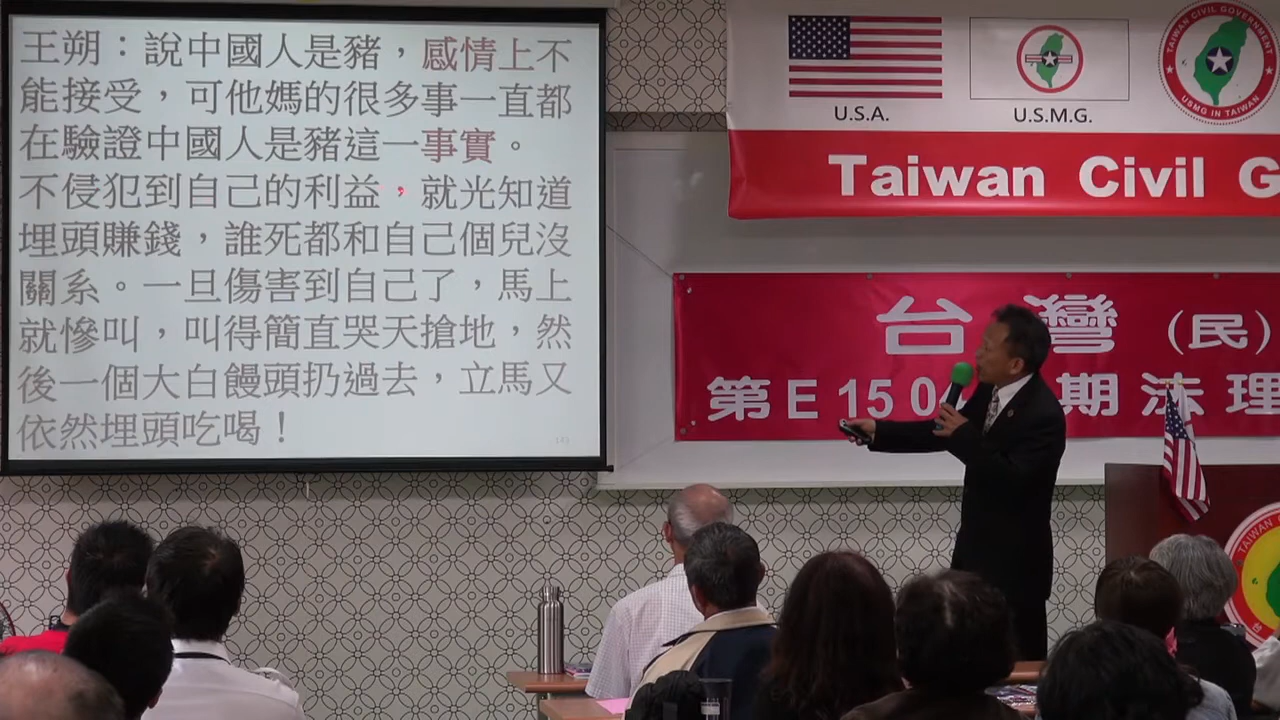 王朔：說中國人是豬，感情上不
能接受，可他媽的很多事一直都
在驗證中國人是豬這一事實。
不侵犯到自己的利益，就光知道
埋頭賺錢，誰死都和自己個兒沒
關系。一旦傷害到自己了，馬上
就慘叫，叫得簡直哭天搶地，然
後一個大白饅頭扔過去，立馬又
依然埋頭吃喝！
U.S.A.
U.S.M.G.
TAIWAN CIVIL GOVERNMENT
USMG IN TAIWAN
Taiwan Civil G
台灣（民）
第E150
期法理